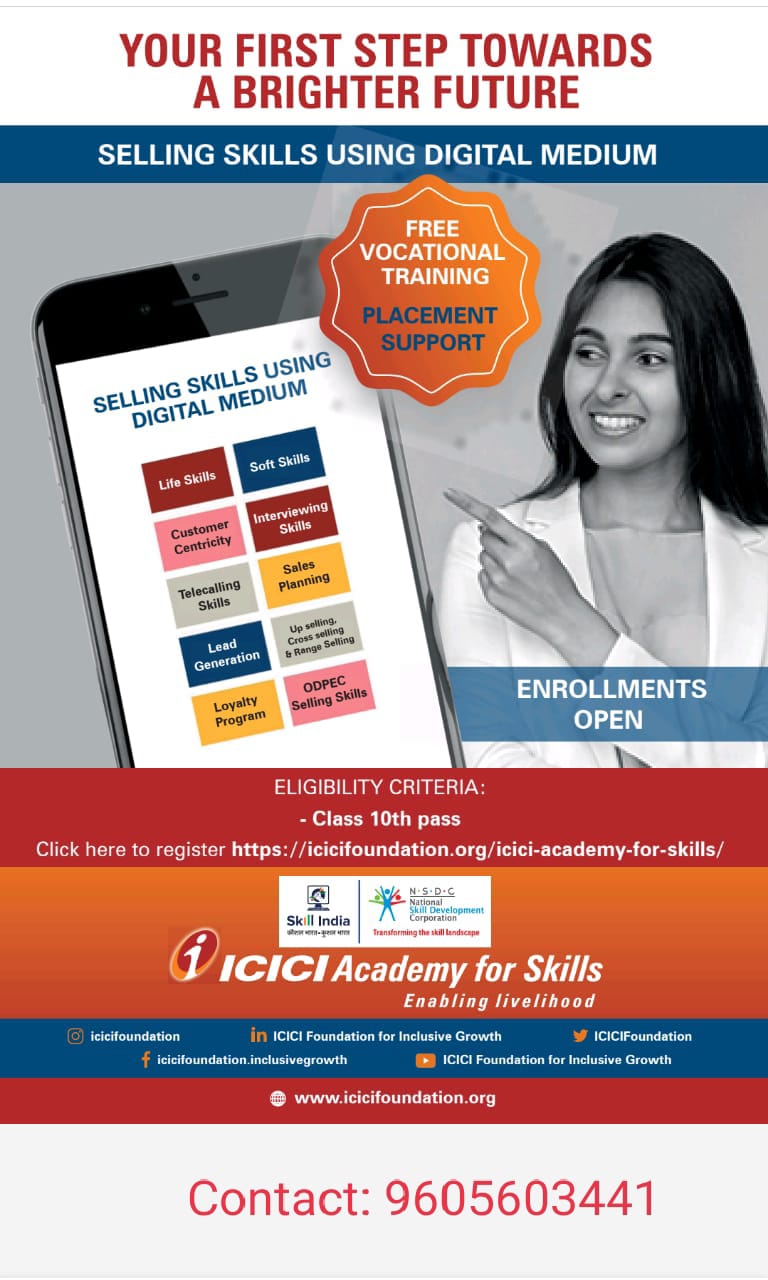 YOUR FIRST STEP TOWARDS
A BRIGHTER FUTURE
SELLING SKILLS USING DIGITAL MEDIUM
FREE
VOCATIONAL
TRAINING
PLACEMENT
SUPPORT
SELLING SKILLS USING
DIGITAL MEDIUM
Life Skills
Soft Skills
Customer
Centricity
Interviewing
Skills
Telecalling
Skills
Sales
Planning
Lead
Generation
Up selling,
Cross selling
& Range Selling
Loyalty
Program
ODPEC
Selling Skills
ENROLLMENTS
OPEN
ELIGIBILITY CRITERIA:
- Class 10th pass
Click here to register https://icicifoundation.org/icici-academy-for-skills/
Skill India
कौशल भारत-कुशल भारत
N·S·D·C
National
Skill Development
Corporation
Transforming the skill landscape
i ICICI Academy for Skills
Enabling livelihood
icicifoundation
in ICICI Foundation for Inclusive Growth
ICICIFoundation
f icicifoundation.inclusivegrowth
ICICI Foundation for Inclusive Growth
www.icicifoundation.org
Contact: 9605603441